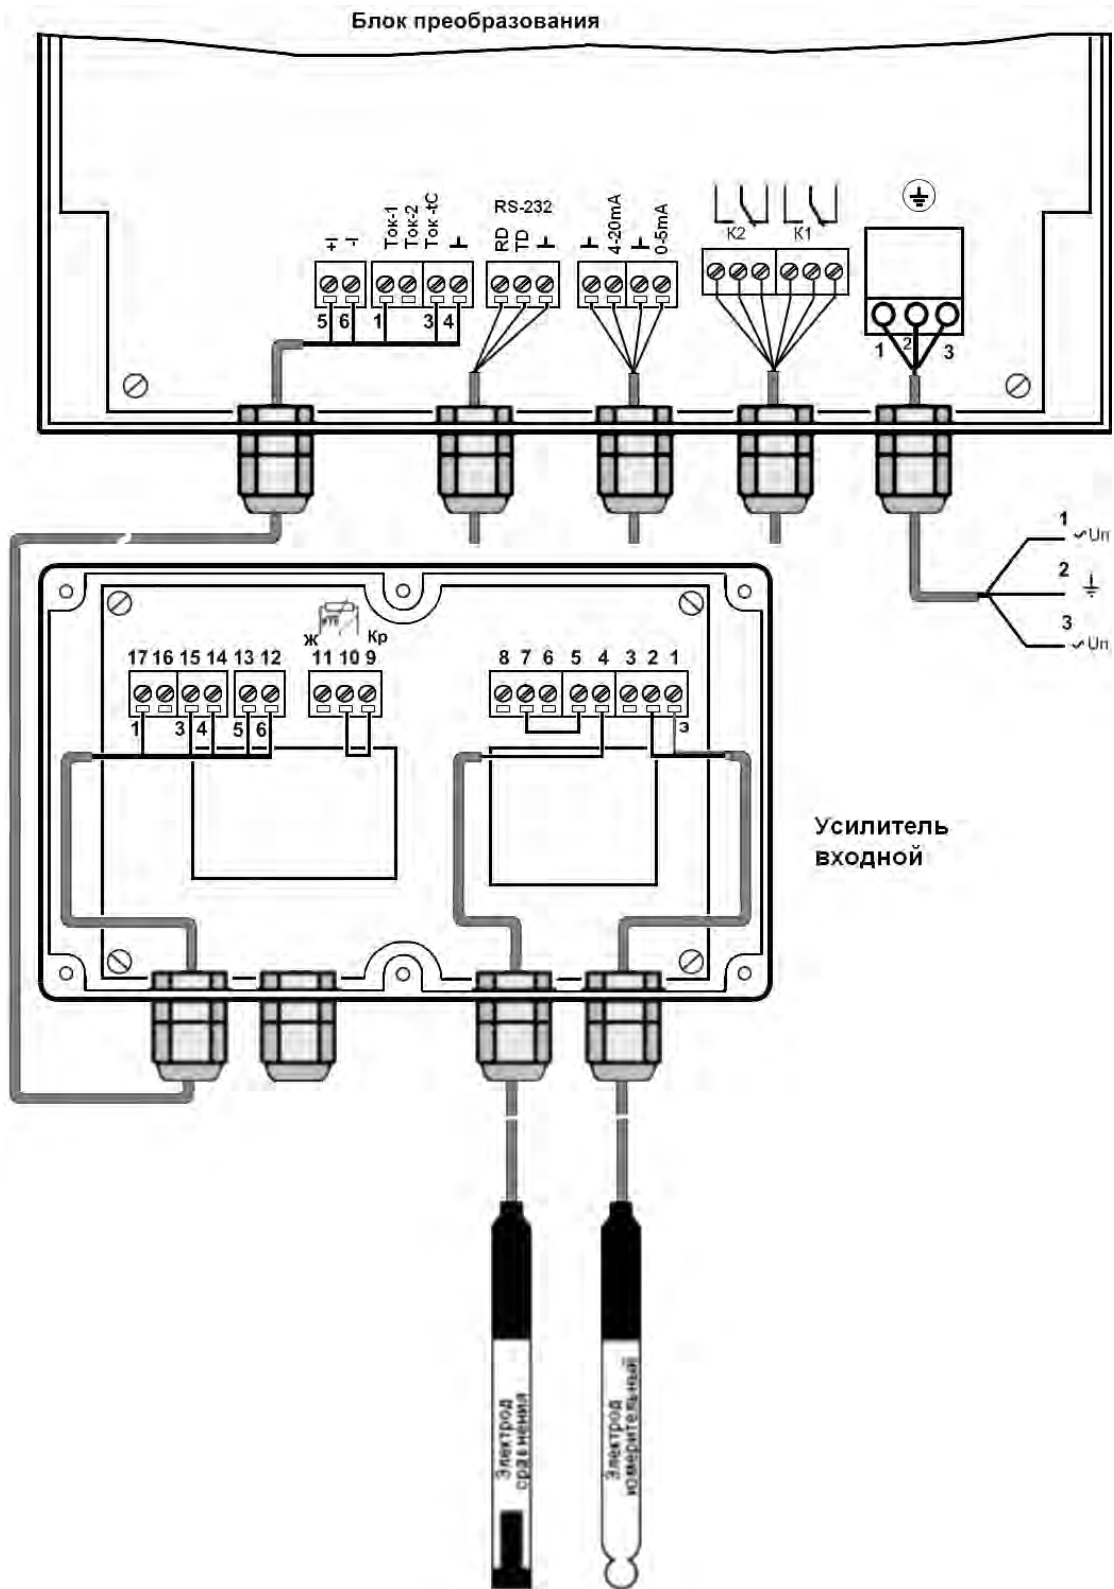 Блок преобразования
+I
-I
Ток-1
Ток-2
Ток-tC
RS-232
RD
TD
4-20mA
0-5mA
K2
K1
5 6 1 3 4
1 2 3
1
~Uп
2
3
~Uп
Ж
Кр
17 16 15 14 13 12 11 10 9
8 7 6 5 4 3 2 1
1 3 4 5 6
3
Усилитель
входной
Электрод
сравнения
Электрод
измерительный